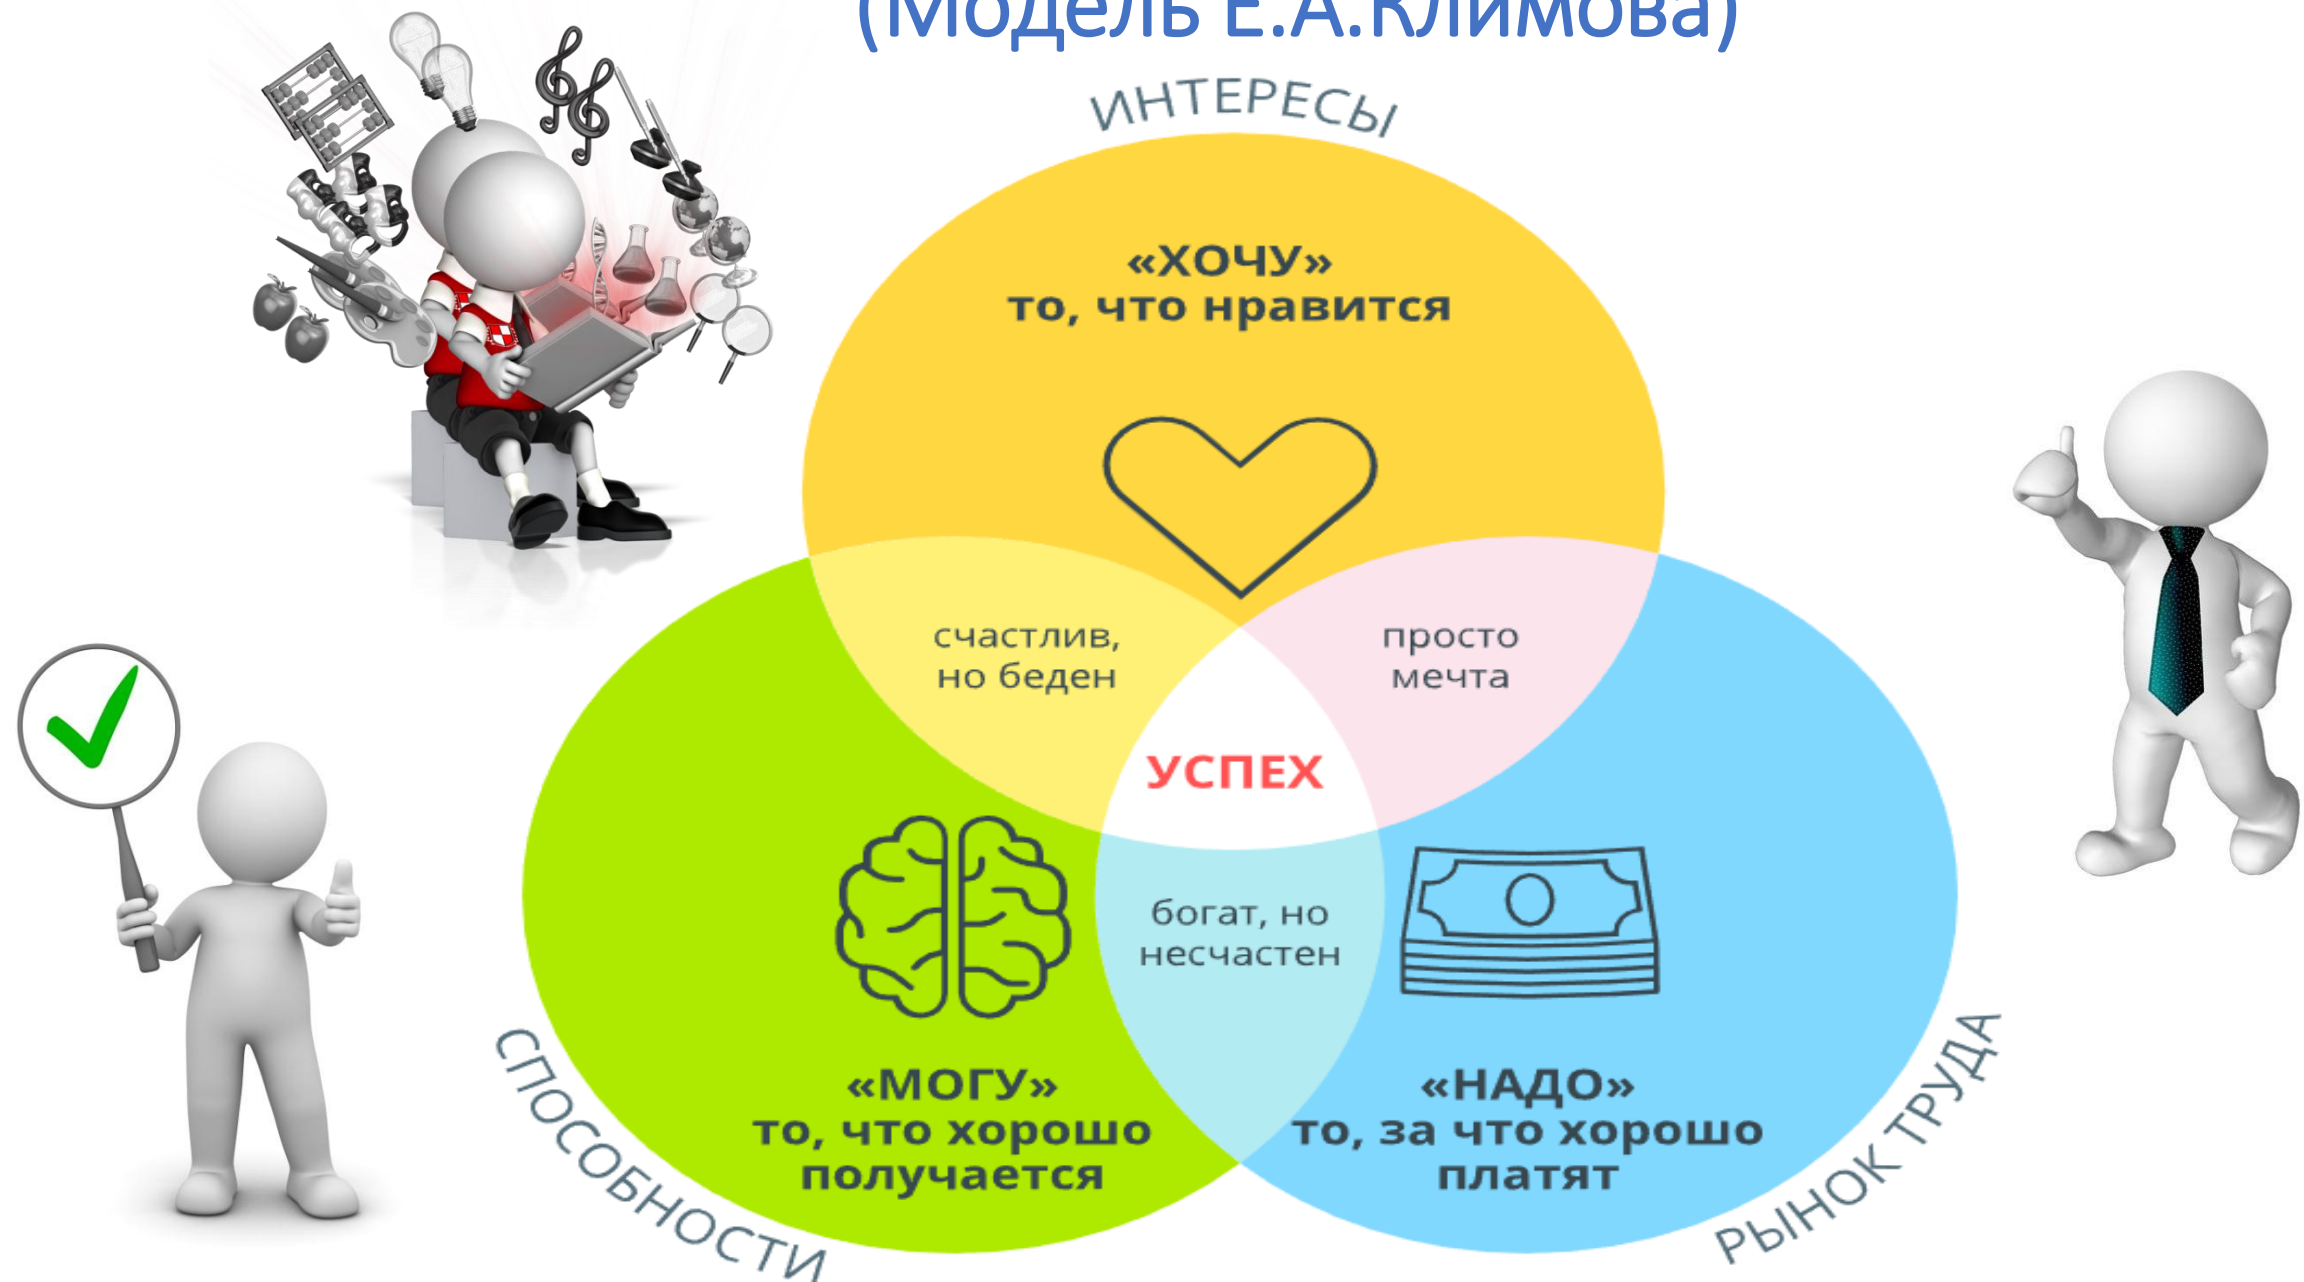 (Модель Е.А.Климова)
ИНТЕРЕСЫ
«ХОЧУ»
то, что нравится
счастлив,
но беден
просто
мечта
УСПЕХ
богат, но
несчастен
«МОГУ»
то, что хорошо
получается
«НАДО»
то, за что хорошо
платят
СПОСОБНОСТИ
РЫНОК ТРУДА